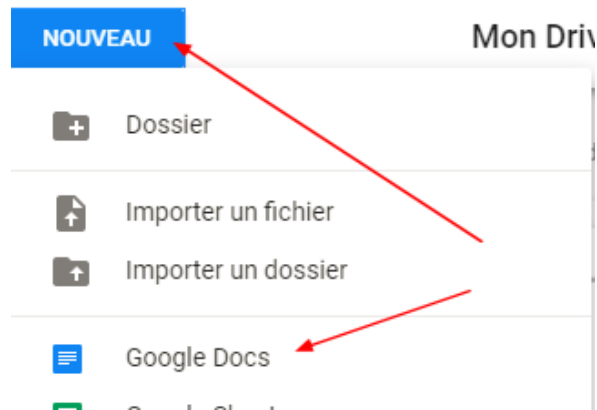 NOUVEAU
Mon Driv
Dossier
Importer un fichier
Importer un dossier
Google Docs